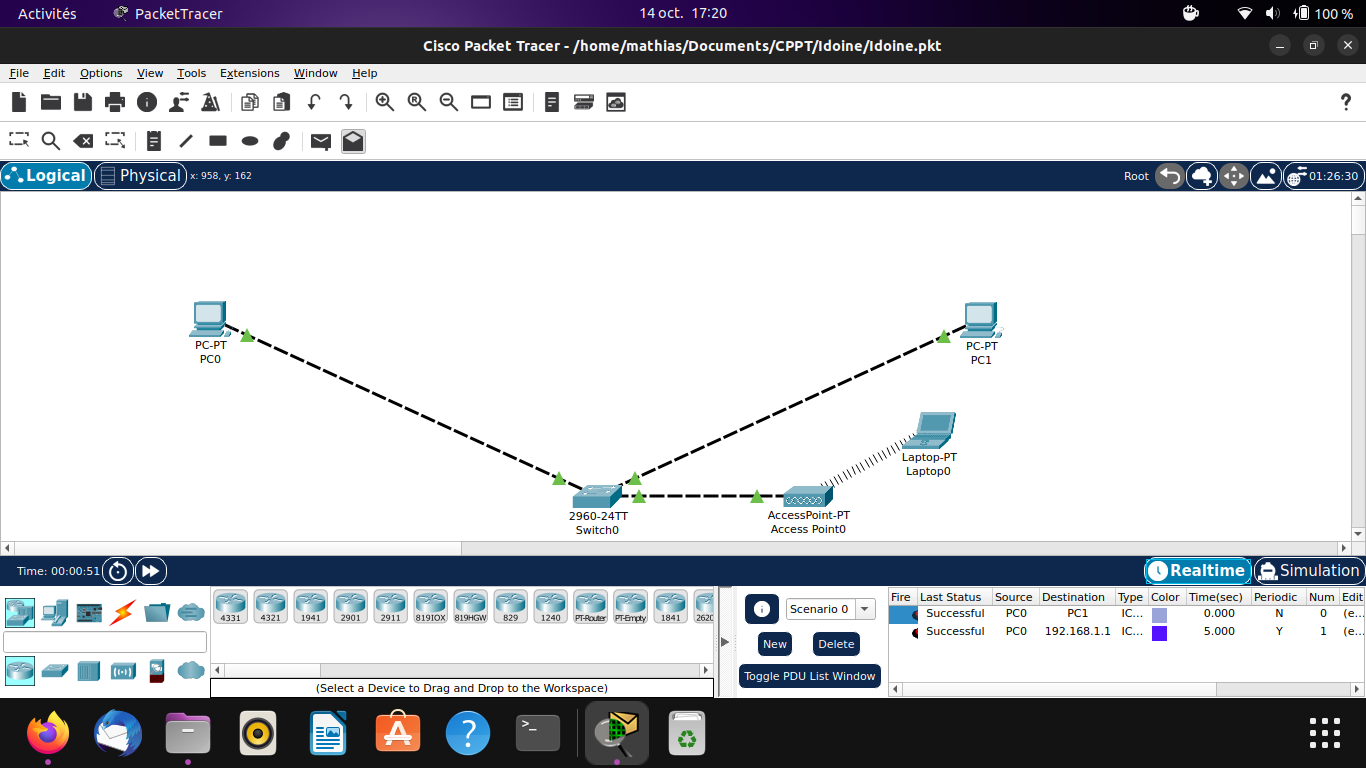 Activités
PacketTracer
14 oct. 17:20
100 %
Cisco Packet Tracer - /home/mathias/Documents/CPPT/Idoine/Idoine.pkt
File Edit Options View Tools Extensions Window Help
Logical
Physical
x: 958, y: 162
Root
01:26:30
PC-PT
PC0
PC-PT
PC1
Laptop-PT
Laptop0
2960-24TT
Switch0
AccessPoint-PT
Access Point0
Time: 00:00:51
Realtime
Simulation
4331 4321 1941 2901 2911 819IOX 819HGW 829 1240 PT-Router PT-Empty 1841 2620
(Select a Device to Drag and Drop to the Workspace)
Scenario 0
New
Delete
Toggle PDU List Window
Fire Last Status Source Destination Type Color Time(sec) Periodic Num Edit
Successful PC0 PC1 IC... 0.000 N 0 (e...
Successful PC0 192.168.1.1 IC... 5.000 Y 1 (e...